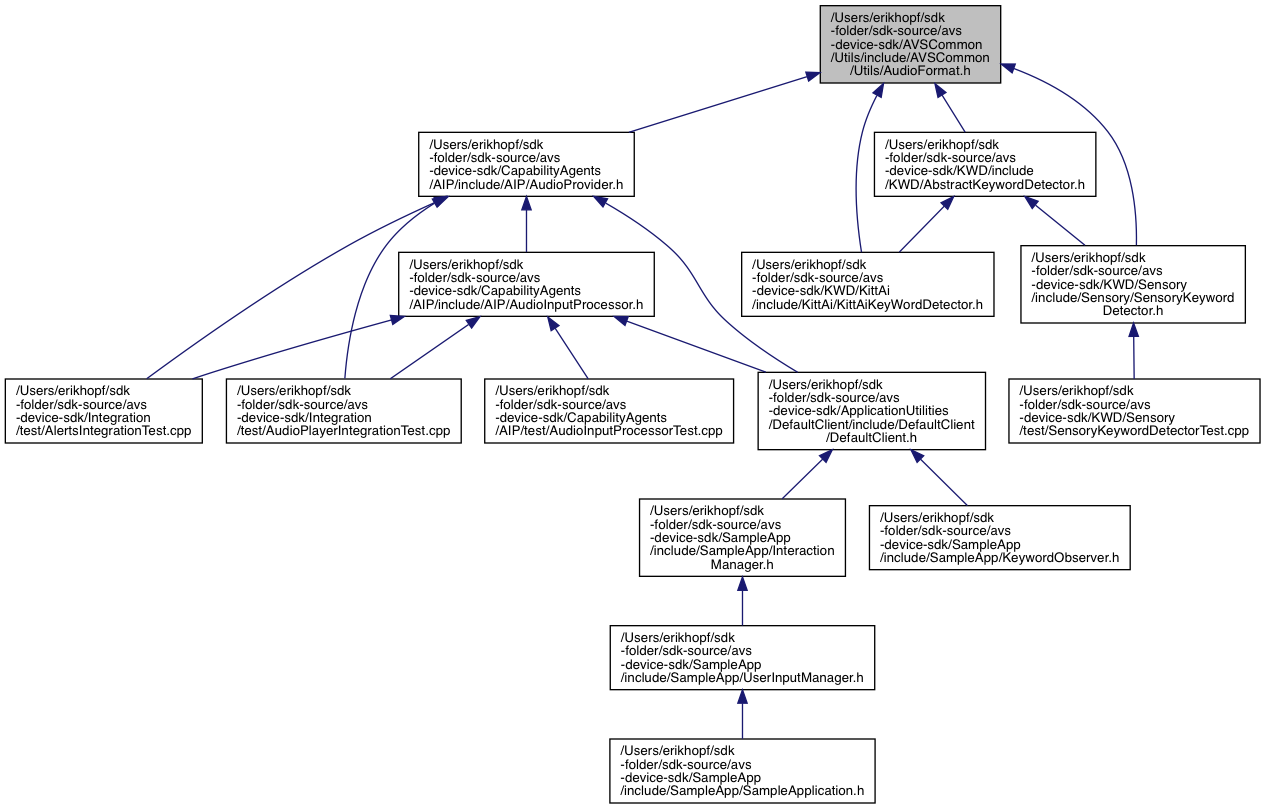 /Users/erikhopf/sdk
-folder/sdk-source/avs
-device-sdk/AVSCommon
/Utils/include/AVSCommon
/Utils/AudioFormat.h
/Users/erikhopf/sdk
-folder/sdk-source/avs
-device-sdk/CapabilityAgents
/AIP/include/AIP/AudioProvider.h
/Users/erikhopf/sdk
-folder/sdk-source/avs
-device-sdk/KWD/include
/KWD/AbstractKeywordDetector.h
/Users/erikhopf/sdk
-folder/sdk-source/avs
-device-sdk/CapabilityAgents
/AIP/include/AIP/AudioInputProcessor.h
/Users/erikhopf/sdk
-folder/sdk-source/avs
-device-sdk/KWD/KittAi
/include/KittAi/KittAiKeyWordDetector.h
/Users/erikhopf/sdk
-folder/sdk-source/avs
-device-sdk/KWD/Sensory
/include/Sensory/SensoryKeyword
Detector.h
/Users/erikhopf/sdk
-folder/sdk-source/avs
-device-sdk/Integration
/test/AlertsIntegrationTest.cpp
/Users/erikhopf/sdk
-folder/sdk-source/avs
-device-sdk/Integration
/test/AudioPlayerIntegrationTest.cpp
/Users/erikhopf/sdk
-folder/sdk-source/avs
-device-sdk/CapabilityAgents
/AIP/test/AudioInputProcessorTest.cpp
/Users/erikhopf/sdk
-folder/sdk-source/avs
-device-sdk/ApplicationUtilities
/DefaultClient/include/DefaultClient
/DefaultClient.h
/Users/erikhopf/sdk
-folder/sdk-source/avs
-device-sdk/KWD/Sensory
/test/SensoryKeywordDetectorTest.cpp
/Users/erikhopf/sdk
-folder/sdk-source/avs
-device-sdk/SampleApp
/include/SampleApp/Interaction
Manager.h
/Users/erikhopf/sdk
-folder/sdk-source/avs
-device-sdk/SampleApp
/include/SampleApp/KeywordObserver.h
/Users/erikhopf/sdk
-folder/sdk-source/avs
-device-sdk/SampleApp
/include/SampleApp/UserInputManager.h
/Users/erikhopf/sdk
-folder/sdk-source/avs
-device-sdk/SampleApp
/include/SampleApp/SampleApplication.h